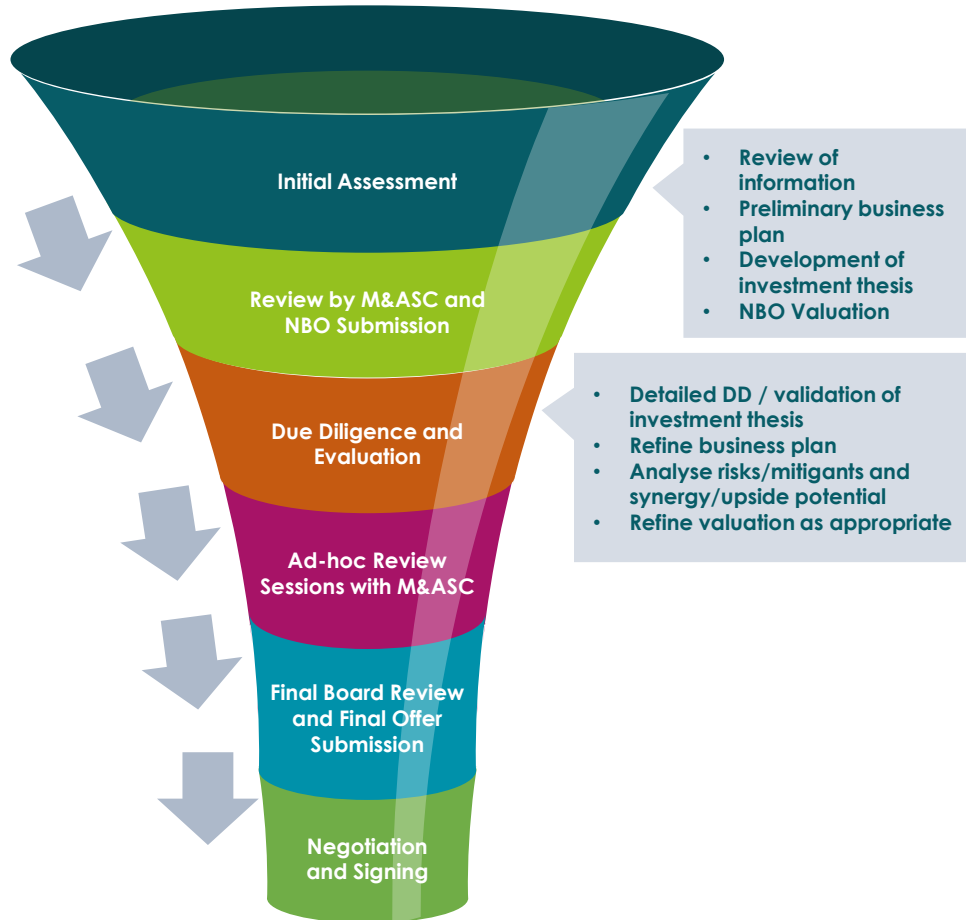 Initial Assessment
• Review of
information
• Preliminary business
plan
• Development of
investment thesis
• NBO Valuation
Review by M&ASC and
NBO Submission
Due Diligence and
Evaluation
• Detailed DD / validation of
investment thesis
• Refine business plan
• Analyse risks/mitigants and
synergy/upside potential
• Refine valuation as appropriate
Ad-hoc Review
Sessions with M&ASC
Final Board Review
and Final Offer
Submission
Negotiation
and Signing